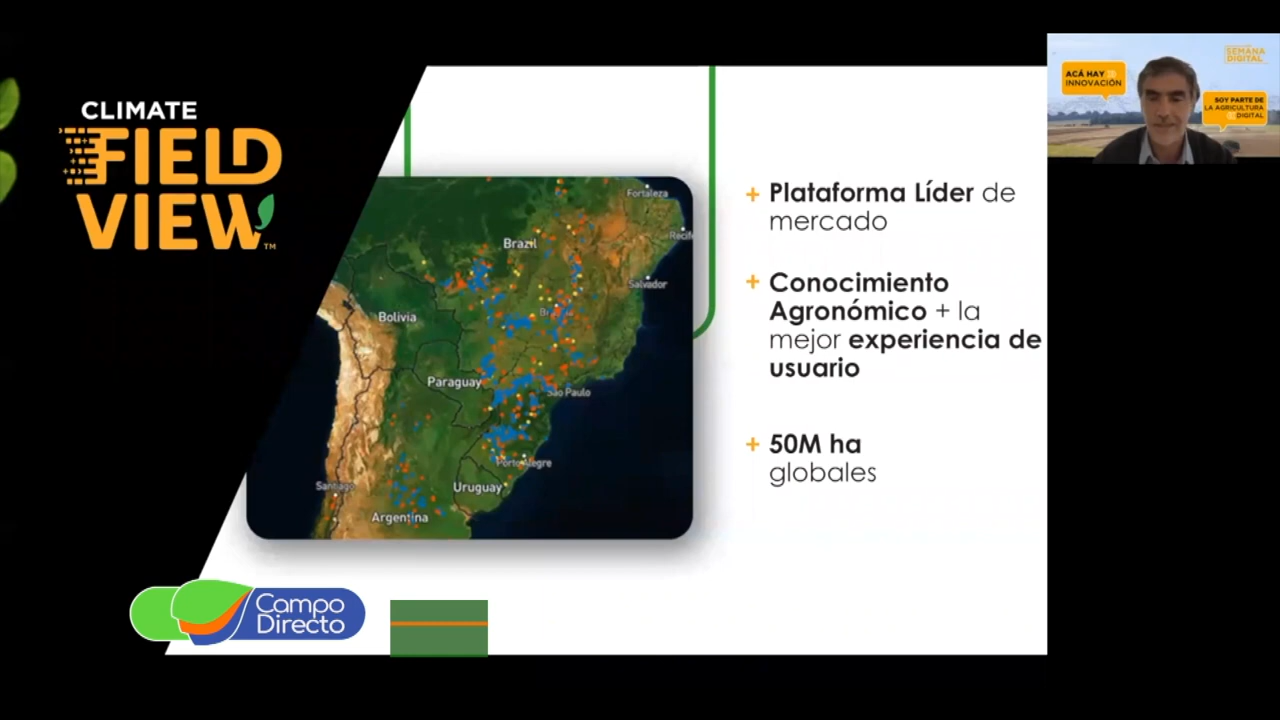 CLIMATE
FIELD
VIEW™
Fortaleza
Brazil
Salvador
Bolivia
Paraguay
São Paulo
Porto Alegre
Santiago
Uruguay
Argentina
+ Plataforma Líder de
mercado
+ Conocimiento
Agronómico + la
mejor experiencia de
usuario
+ 50M ha
globales
Campo
Directo
SEMANA
DIGITAL
ACÁ HAY
INNOVACIÓN
SOY PARTE DE
LA AGRICULTURA
DIGITAL